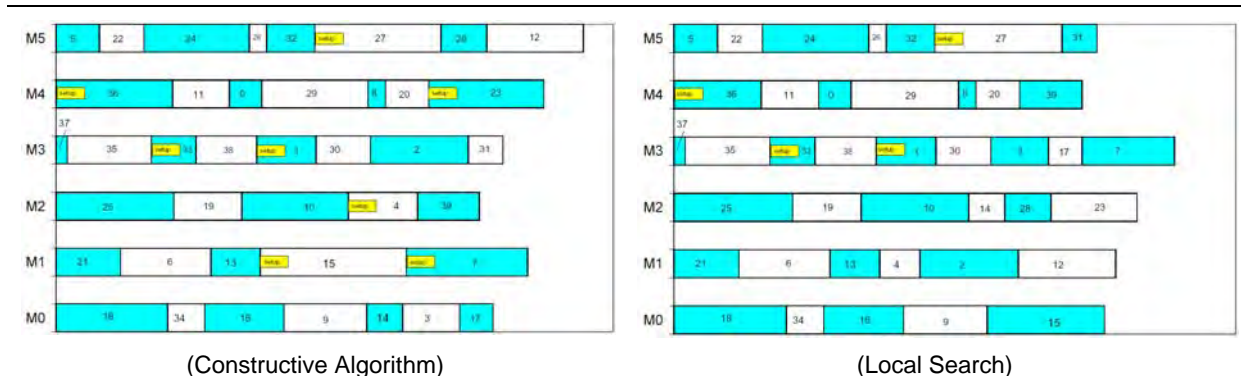 M5 5 22 24 26 32 setup 27 28 12
M4 setup 36 11 0 29 8 20 setup 23
37
M3 35 setup 33 38 setup 1 30 2 31
M2 25 19 10 setup 4 39
M1 21 6 13 setup 15 setup 7
M0 18 34 16 9 14 3 17
(Constructive Algorithm)
M5 5 22 24 26 32 setup 27 31
M4 setup 36 11 0 29 8 20 39
37
M3 35 setup 33 38 setup 1 30 3 17 7
M2 25 19 10 14 28 23
M1 21 6 13 4 2 12
M0 18 34 16 9 15
(Local Search)